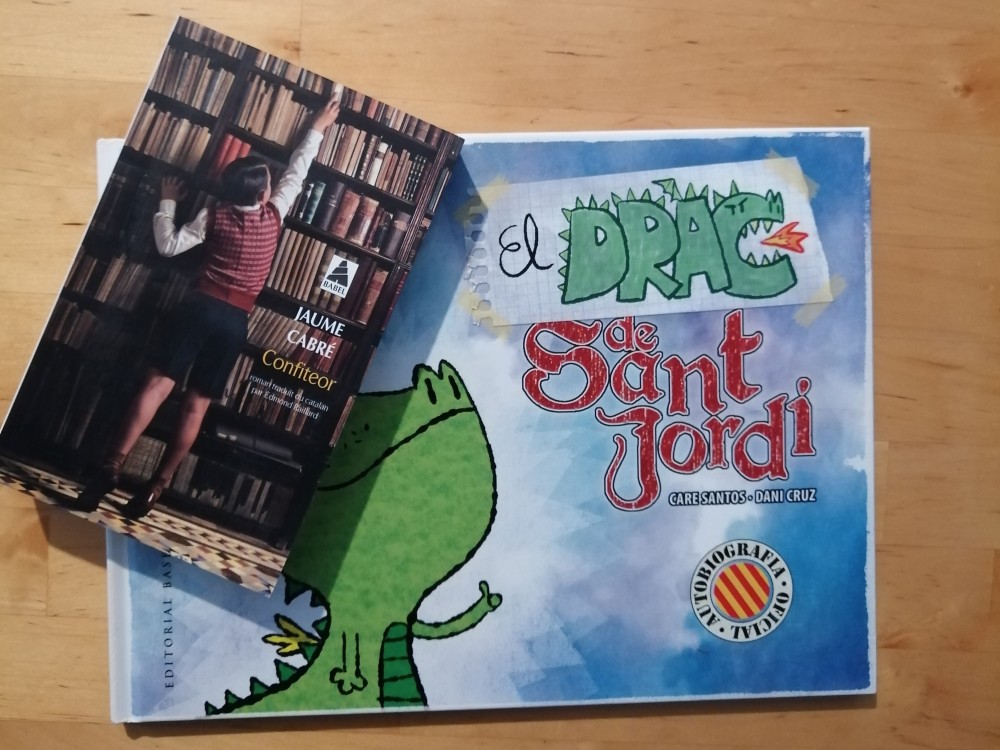 BABEL
JAUME
CABRÉ
Confiteor
roman traduit du catalan
par Edmond Raillard
El DRAC
de
Sant
Jordi
CARE SANTOS · DANI CRUZ
AUTOBIOGRAFIA · OFICIAL ·
EDITORIAL